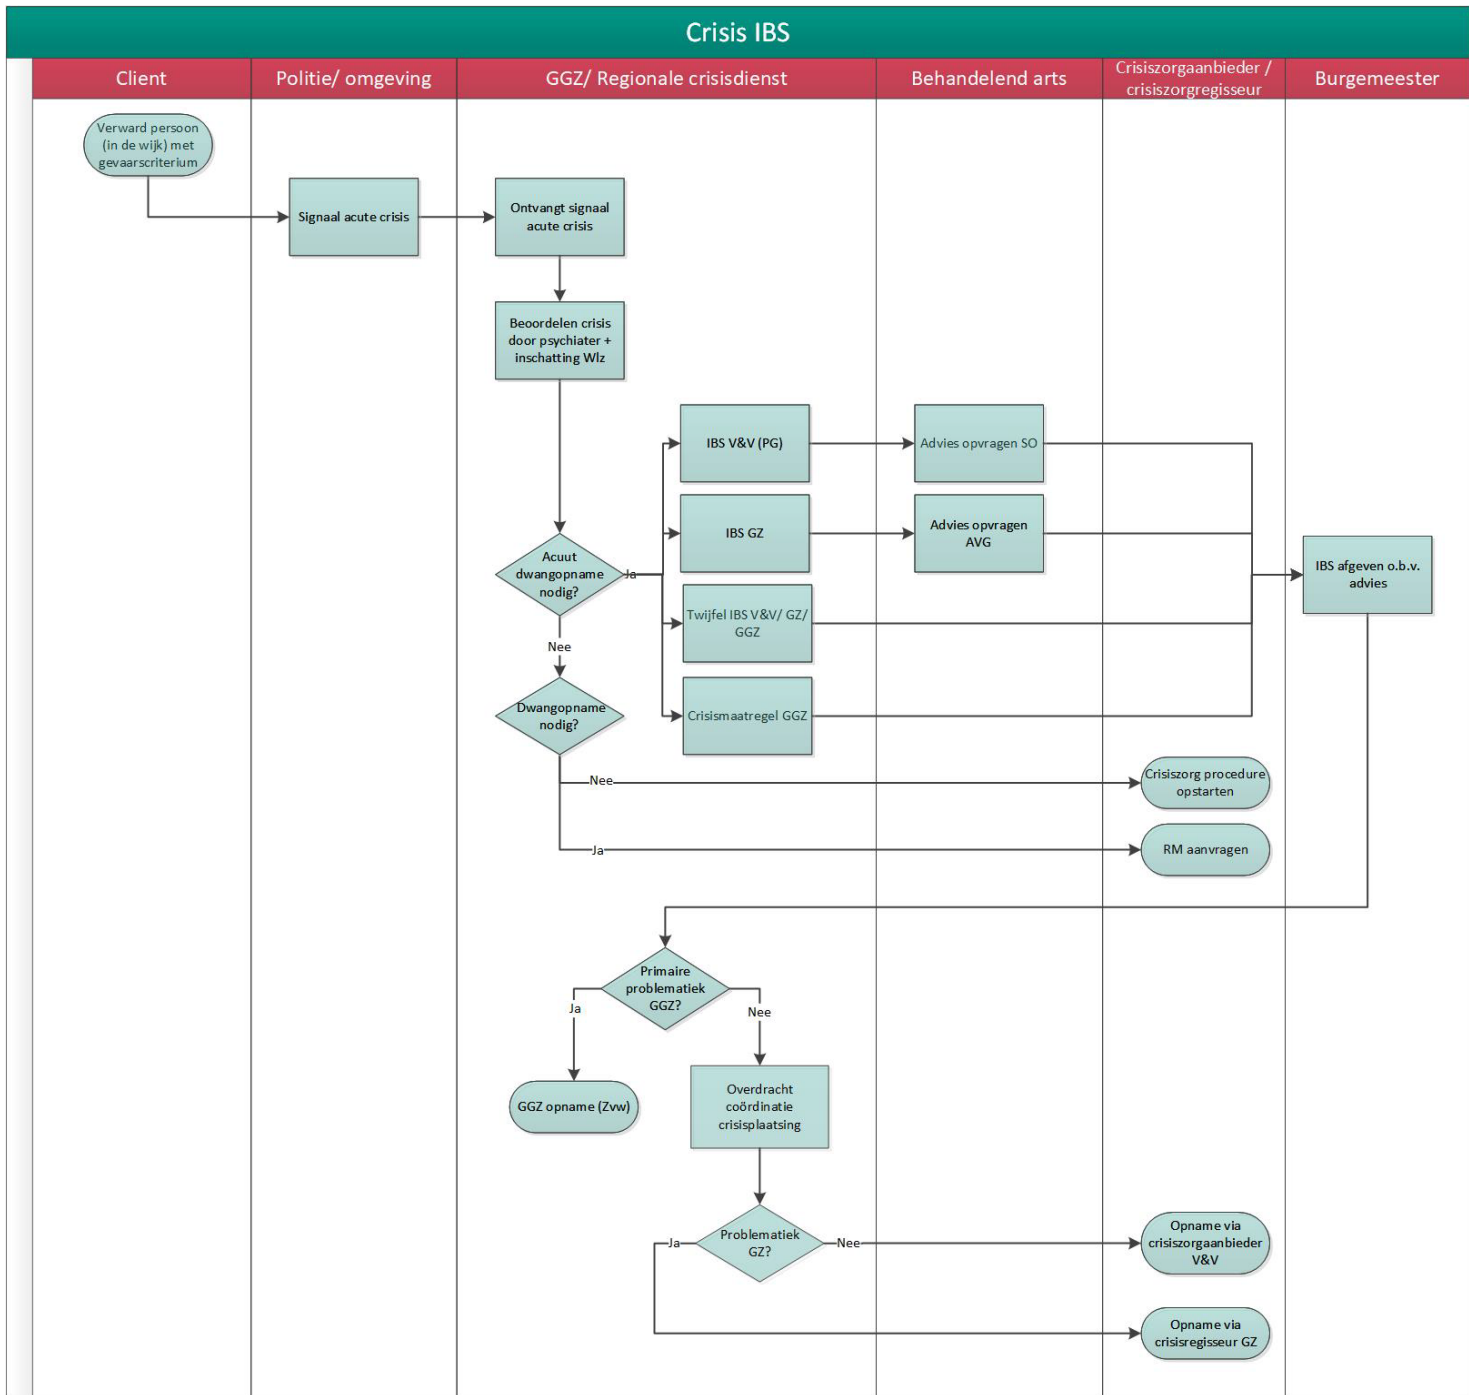 Crisis IBS
Client
Politie/ omgeving
GGZ/ Regionale crisisdienst
Behandelend arts
Crisiszorgaanbieder /
crisiszorgregisseur
Burgemeester
Verward persoon
(in de wijk) met
gevaarscriterium
Signaal acute crisis
Ontvangt signaal
acute crisis
Beoordelen crisis
door psychiater +
inschatting Wlz
IBS V&V (PG)
Advies opvragen SO
IBS GZ
Advies opvragen
AVG
Acuut
dwangopname
nodig?
Ja
IBS afgeven o.b.v.
advies
Twijfel IBS V&V/ GZ/
GGZ
Nee
Dwangopname
nodig?
Crisismaatregel GGZ
Nee
Crisiszorg procedure
opstarten
Ja
RM aanvragen
Primaire
problematiek
GGZ?
Ja
Nee
GGZ opname (Zvw)
Overdracht
coördinatie
crisisplaatsing
Problematiek
GZ?
Ja
Nee
Opname via
crisiszorgaanbieder
V&V
Opname via
crisisregisseur GZ